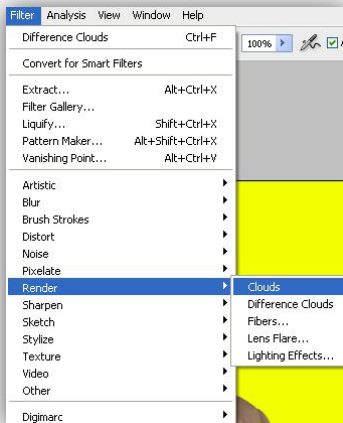 Filter Analysis View Window Help
Difference Clouds Ctrl+F
100%
Convert for Smart Filters
Extract... Alt+Ctrl+X
Filter Gallery...
Liquify... Shift+Ctrl+X
Pattern Maker... Alt+Shift+Ctrl+X
Vanishing Point... Alt+Ctrl+V
Artistic
Blur
Brush Strokes
Distort
Noise
Pixelate
Render Clouds
Sharpen Difference Clouds
Sketch Fibers...
Stylize Lens Flare...
Texture Lighting Effects...
Video
Other
Digimarc